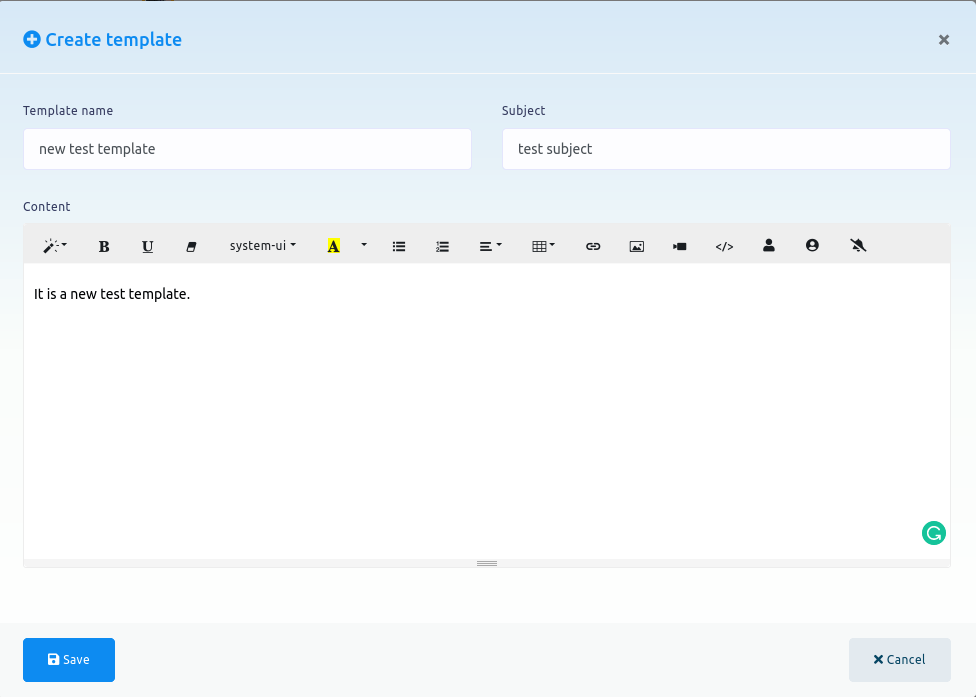 Create template
Template name
Subject
new test template
test subject
Content
B U system-ui A </>
It is a new test template.
Save
Cancel